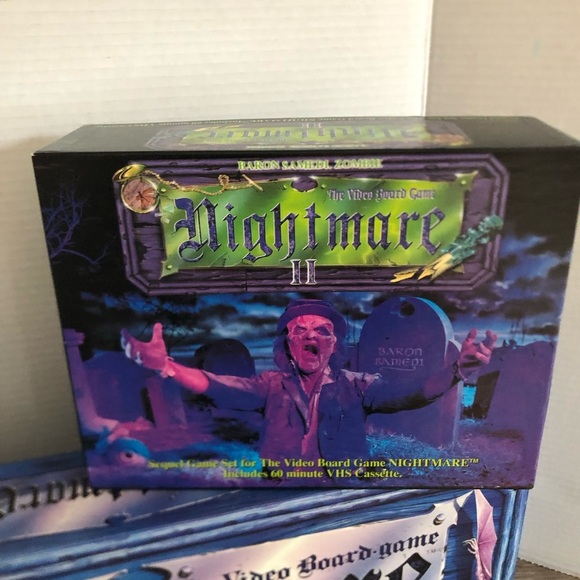 BARON SAMEDI, ZOMBIE
The Video Board Game
Nightmare
II
BARON
SAMEDI
Sequel Game Set for The Video Board Game NIGHTMARE™
Includes 60 minute VHS Cassette.
Video Board-game